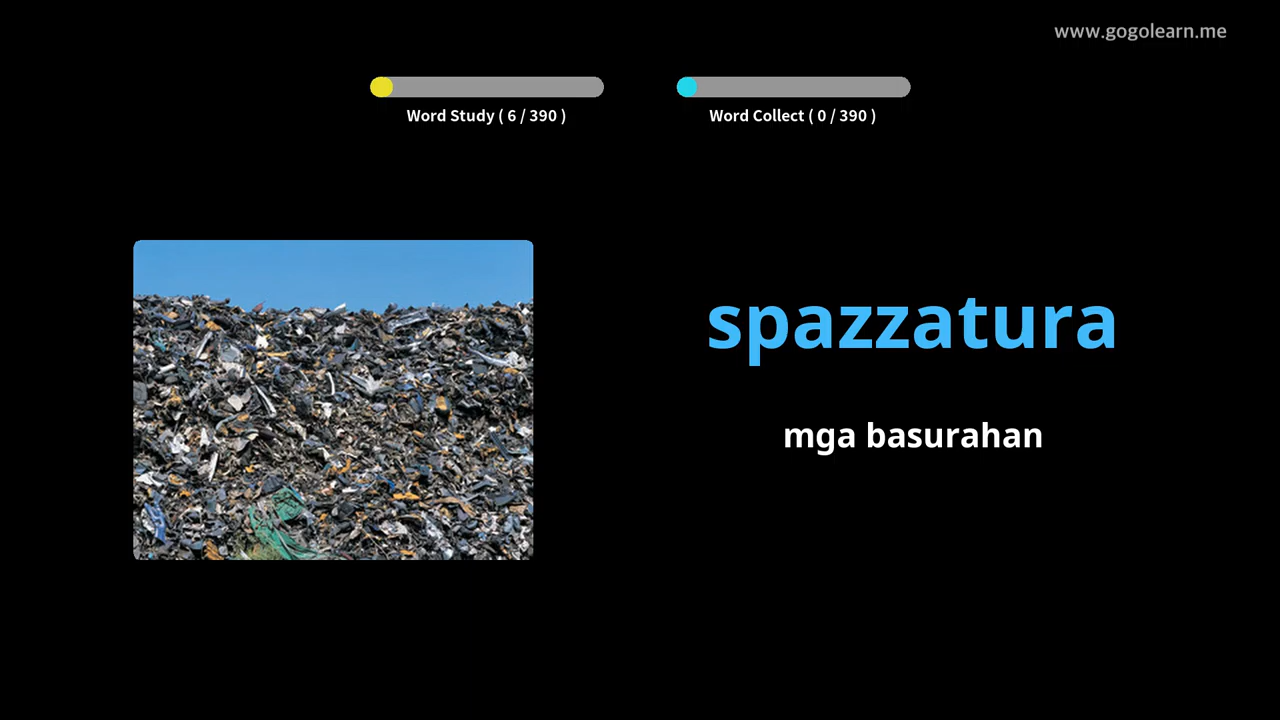 www.gogolearn.me
Word Study ( 6 / 390 )
Word Collect ( 0 / 390 )
spazzatura
mga basurahan